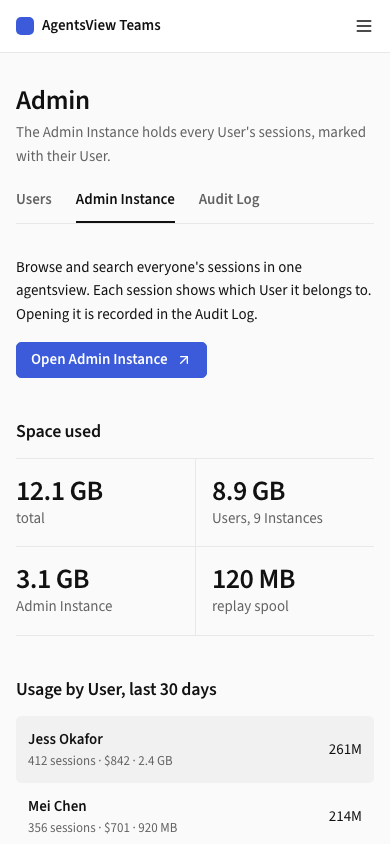 AgentsView Teams
Admin
The Admin Instance holds every User's sessions, marked
with their User.
Users
Admin Instance
Audit Log
Browse and search everyone's sessions in one
agentsview. Each session shows which User it belongs to.
Opening it is recorded in the Audit Log.
Open Admin Instance
Space used
12.1 GB
total
8.9 GB
Users, 9 Instances
3.1 GB
Admin Instance
120 MB
replay spool
Usage by User, last 30 days
Jess Okafor
412 sessions · $842 · 2.4 GB
261M
Mei Chen
356 sessions · $701 · 920 MB
214M